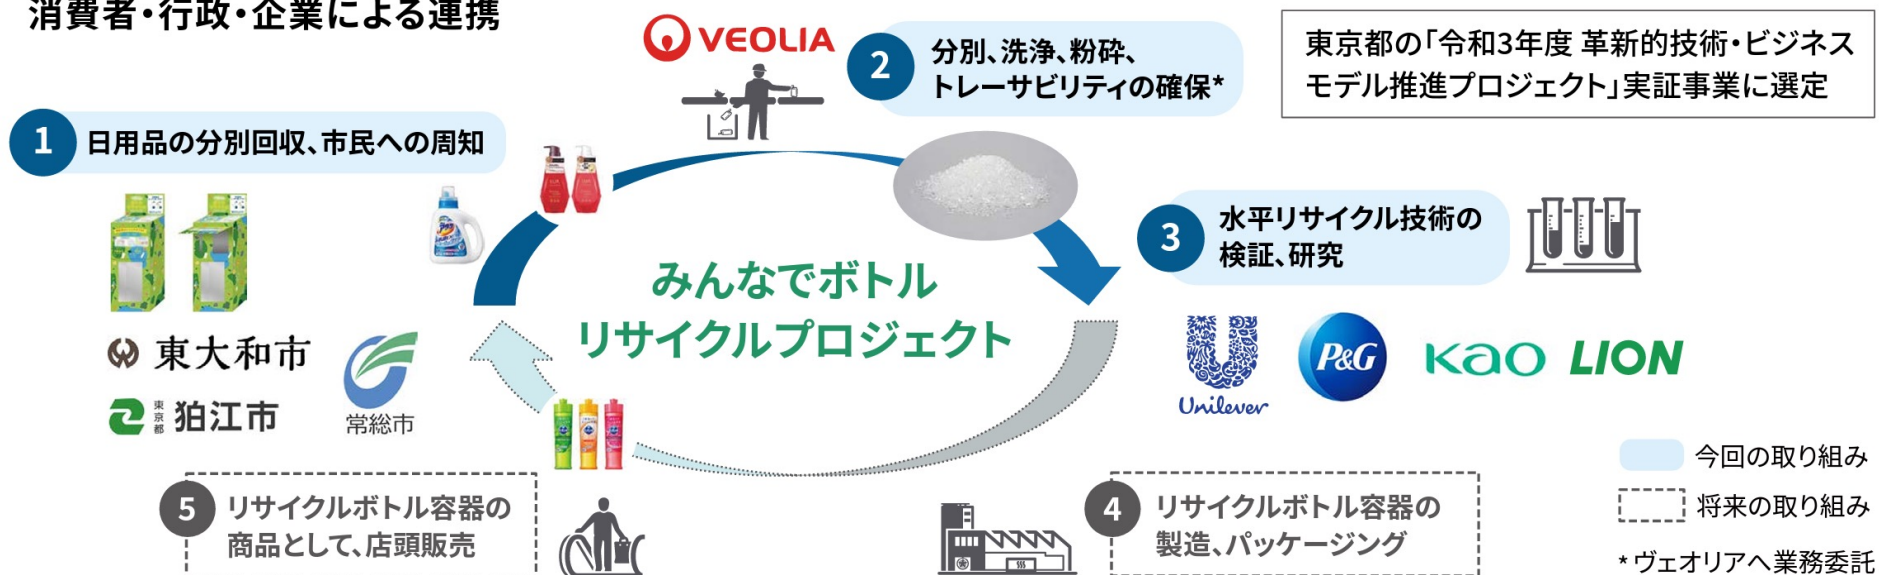 消費者・行政・企業による連携
VEOLIA
2
分別、洗浄、粉砕、
トレーサビリティの確保*
東京都の「令和3年度 革新的技術・ビジネス
モデル推進プロジェクト」実証事業に選定
1
日用品の分別回収、市民への周知
3
水平リサイクル技術の
検証、研究
みんなでボトル
リサイクルプロジェクト
東大和市
東京都
狛江市
常総市
Unilever
P&G
Kao
LION
5
リサイクルボトル容器の
商品として、店頭販売
4
リサイクルボトル容器の
製造、パッケージング
今回の取り組み
将来の取り組み
* ヴェオリアへ業務委託